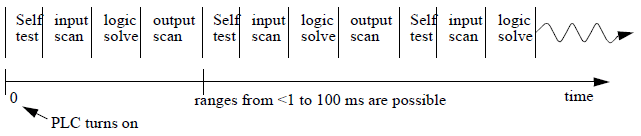 Self test
input scan
logic solve
output scan
Self test
input scan
logic solve
output scan
Self test
input scan
logic solve
0
ranges from <1 to 100 ms are possible
time
PLC turns on